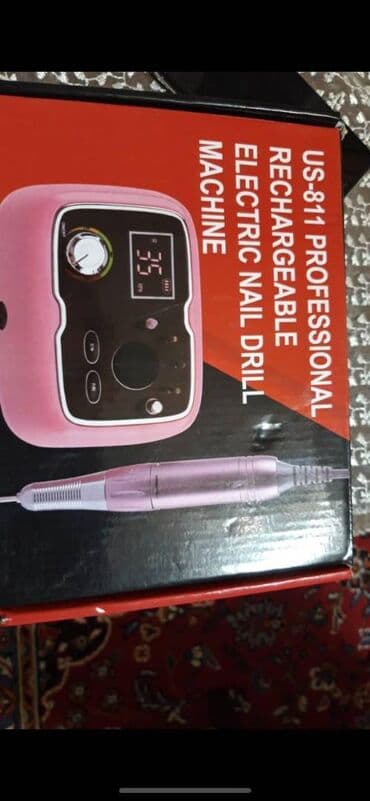 US-811 PROFESSIONAL
RECHARGEABLE
ELECTRIC NAIL DRILL
MACHINE
35